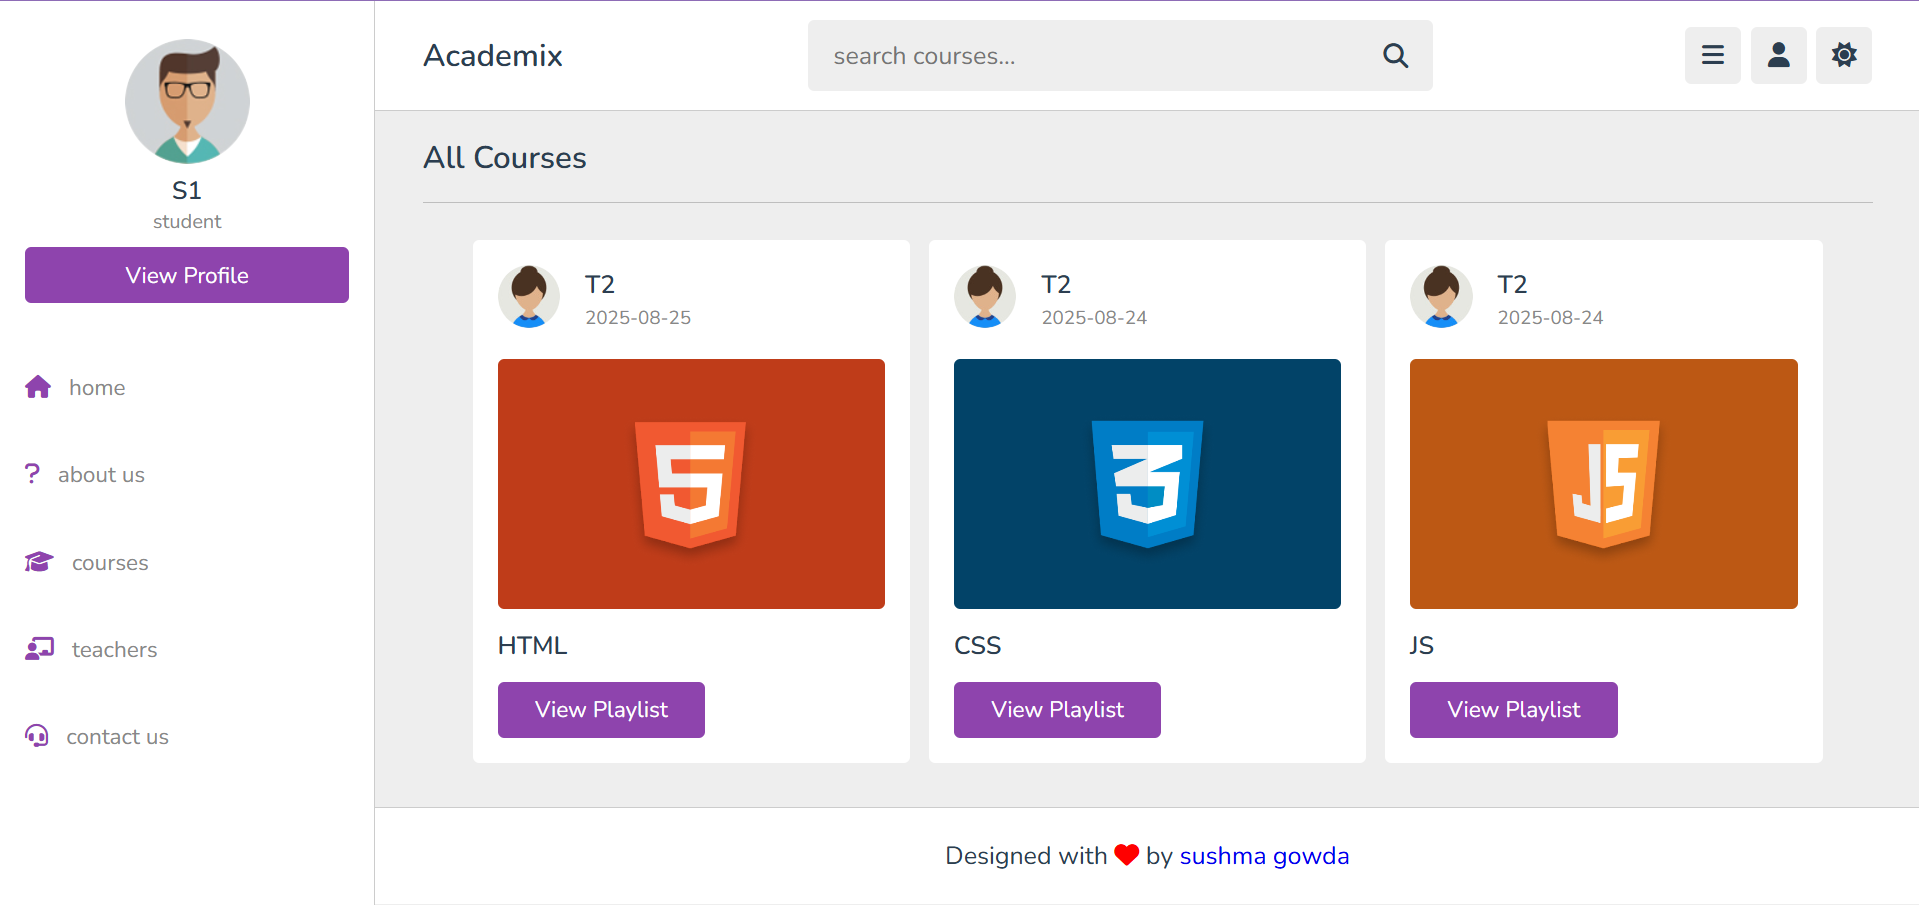 S1
student
View Profile
home
about us
courses
teachers
contact us
Academix
search courses...
All Courses
T2
2025-08-25
HTML
View Playlist
T2
2025-08-24
CSS
View Playlist
T2
2025-08-24
JS
JS
View Playlist
Designed with ❤ by sushma gowda